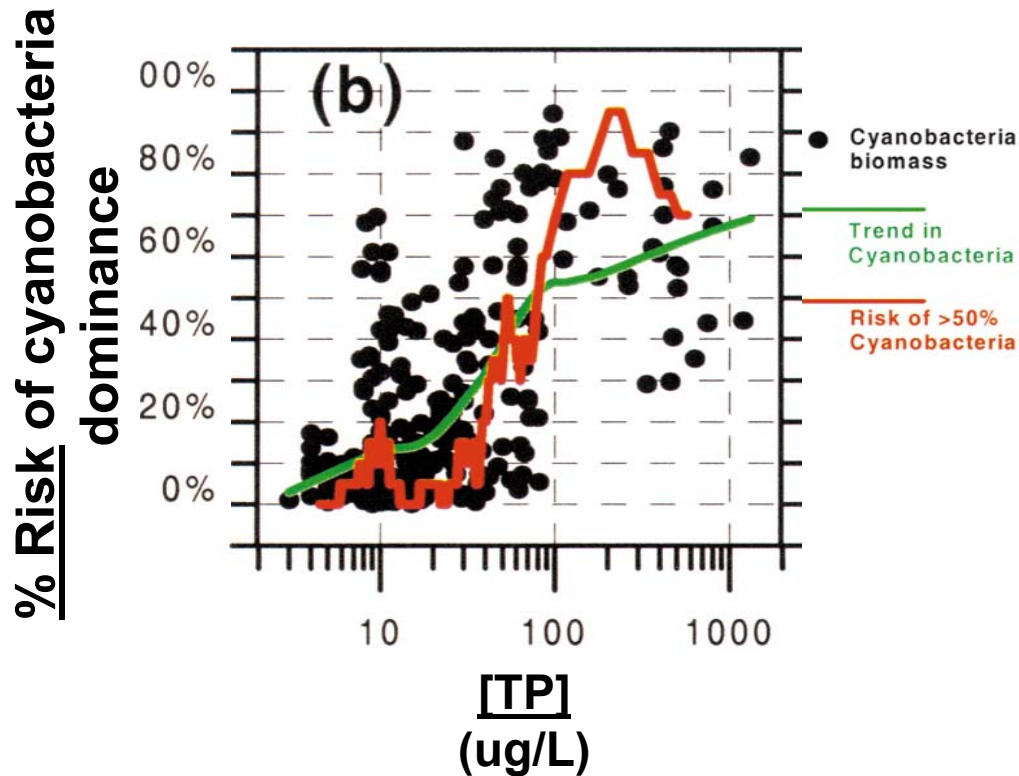 % Risk of cyanobacteria
dominance
(b)
00%
80%
60%
40%
20%
0%
10 100 1000
[TP]
(ug/L)
Cyanobacteria
biomass
Trend in
Cyanobacteria
Risk of >50%
Cyanobacteria